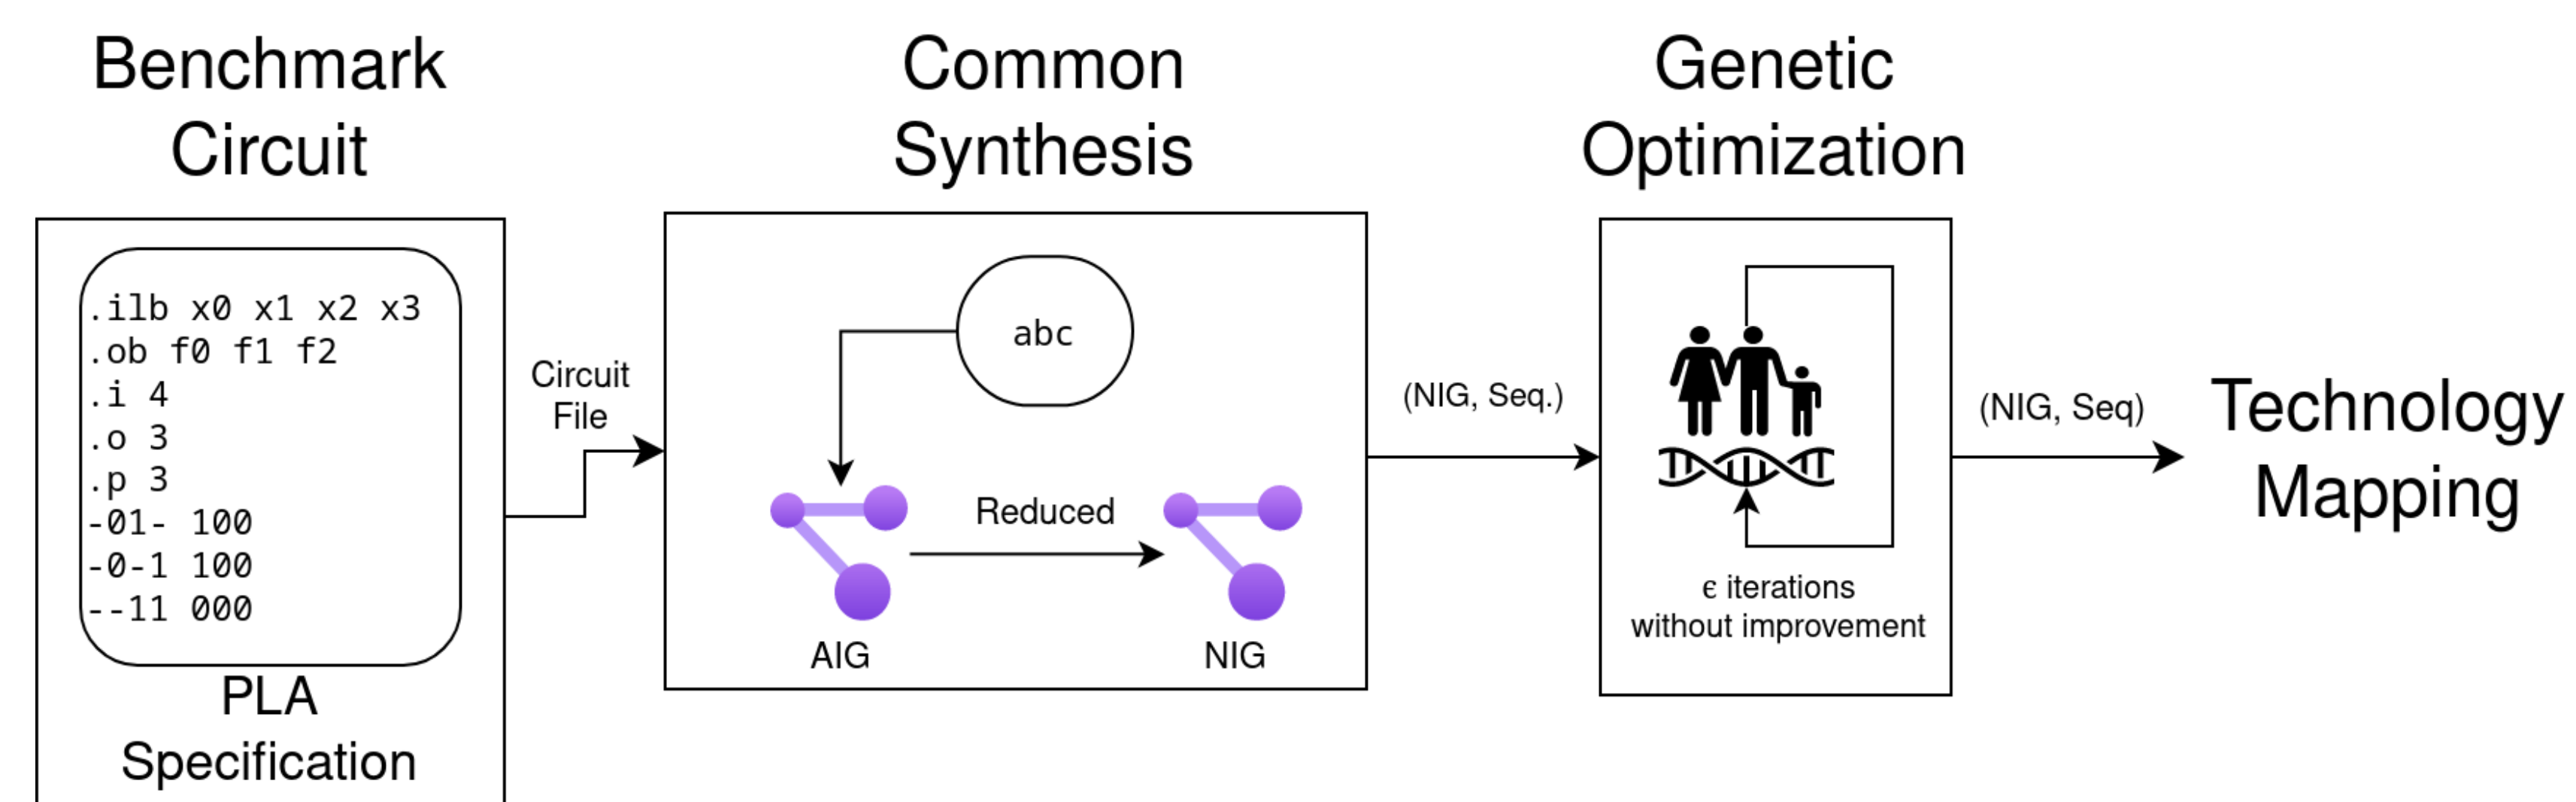 Benchmark
Circuit
.ilb x0 x1 x2 x3
.ob f0 f1 f2
.i 4
.o 3
.p 3
-01- 100
-0-1 100
--11 000
PLA
Specification
Circuit
File
Common
Synthesis
abc
Reduced
AIG
NIG
(NIG, Seq.)
Genetic
Optimization
ϵ iterations
without improvement
(NIG, Seq)
Technology
Mapping